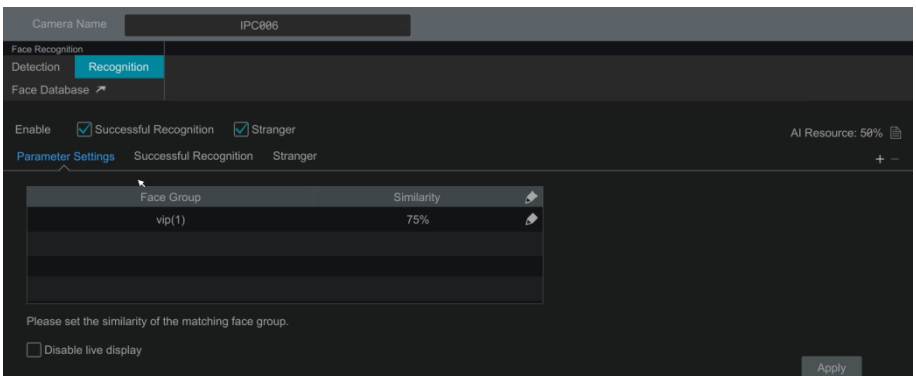 Camera Name IPC006
Face Recognition
Detection Recognition
Face Database
Enable Successful Recognition Stranger
AI Resource: 50%
Parameter Settings Successful Recognition Stranger
+ −
Face Group Similarity
vip(1) 75%
Please set the similarity of the matching face group.
Disable live display
Apply